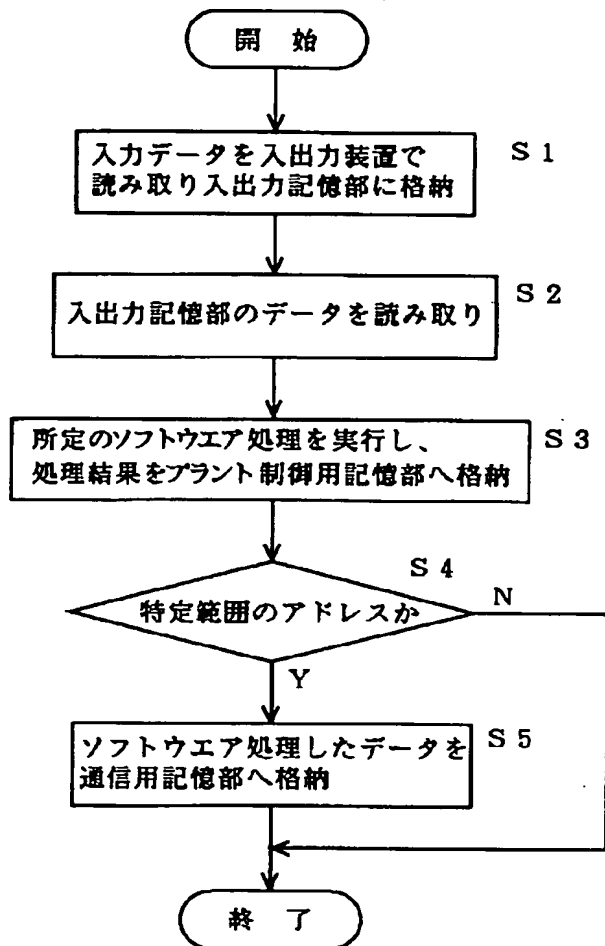 開 始
入力データを入出力装置で
読み取り入出力記憶部に格納
S1
入出力記憶部のデータを読み取り
S2
所定のソフトウエア処理を実行し、
処理結果をプラント制御用記憶部へ格納
S3
S4
特定範囲のアドレスか
N
Y
ソフトウエア処理したデータを
通信用記憶部へ格納
S5
終 了